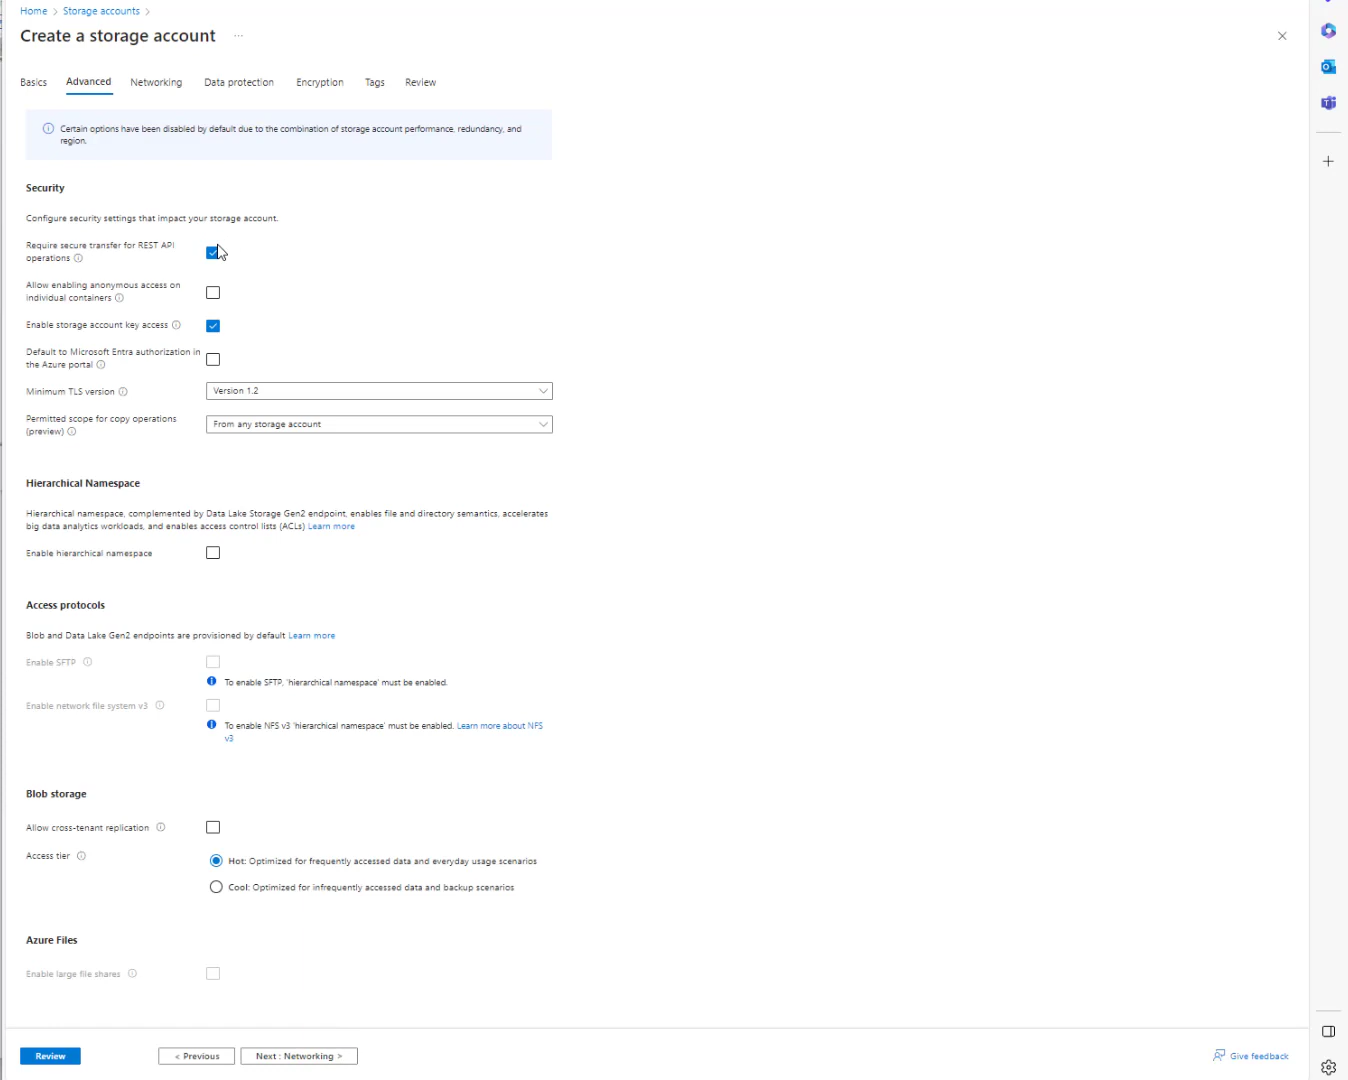 Home > Storage accounts >
Create a storage account ...
Basics Advanced Networking Data protection Encryption Tags Review
Certain options have been disabled by default due to the combination of storage account performance, redundancy, and
region.
Security
Configure security settings that impact your storage account.
Require secure transfer for REST API
operations
Allow enabling anonymous access on
individual containers
Enable storage account key access
Default to Microsoft Entra authorization in
the Azure portal
Minimum TLS version
Version 1.2
Permitted scope for copy operations
(preview)
From any storage account
Hierarchical Namespace
Hierarchical namespace, complemented by Data Lake Storage Gen2 endpoint, enables file and directory semantics, accelerates
big data analytics workloads, and enables access control lists (ACLs) Learn more
Enable hierarchical namespace
Access protocols
Blob and Data Lake Gen2 endpoints are provisioned by default Learn more
Enable SFTP
To enable SFTP, 'hierarchical namespace' must be enabled.
Enable network file system v3
To enable NFS v3 'hierarchical namespace' must be enabled. Learn more about NFS
v3
Blob storage
Allow cross-tenant replication
Access tier
Hot: Optimized for frequently accessed data and everyday usage scenarios
Cool: Optimized for infrequently accessed data and backup scenarios
Azure Files
Enable large file shares
Review < Previous Next : Networking > Give feedback